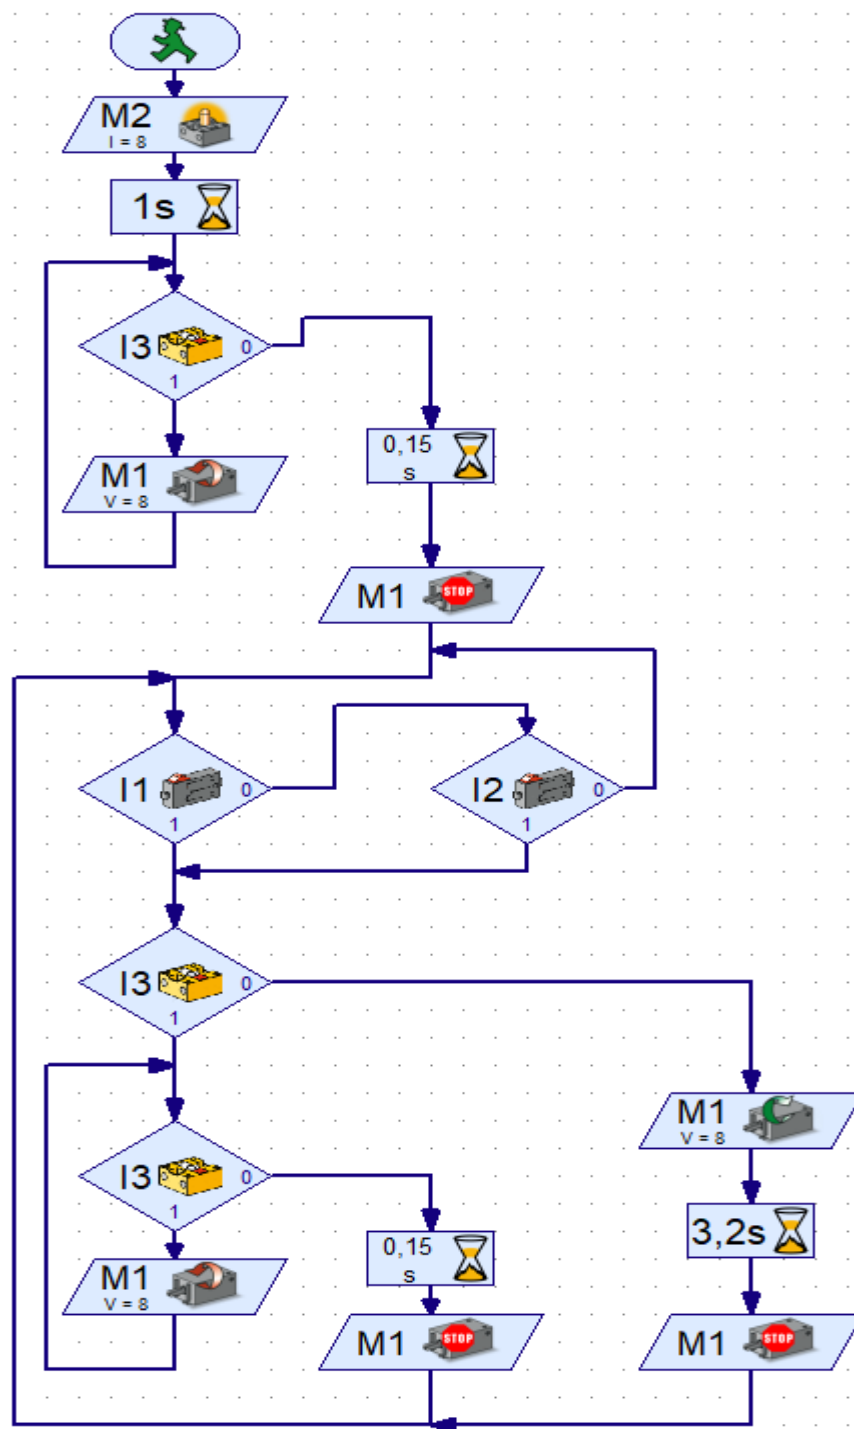 M2
I = 8
1s
I3
0
1
M1
V = 8
0,15
s
M1
STOP
I1
0
1
I2
0
1
I3
0
1
M1
V = 8
I3
0
1
3,2s
0,15
s
M1
V = 8
M1
STOP
M1
STOP